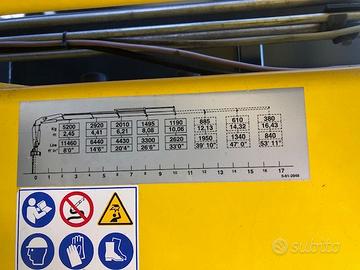 Kg 5200 2920 2010 1495 1190 885 610 380
m 2,45 4,41 6,21 8,08 10,06 12,13 14,32 16,43
Lbs 11460 6440 4430 3300 2620 1950 1340 840
ft in" 8'0" 14'6" 20'4" 26'6" 33'0" 39'10" 47'0" 53'11"
0 1 2 3 4 5 6 7 8 9 10 11 12 13 14 15 16 17
subito